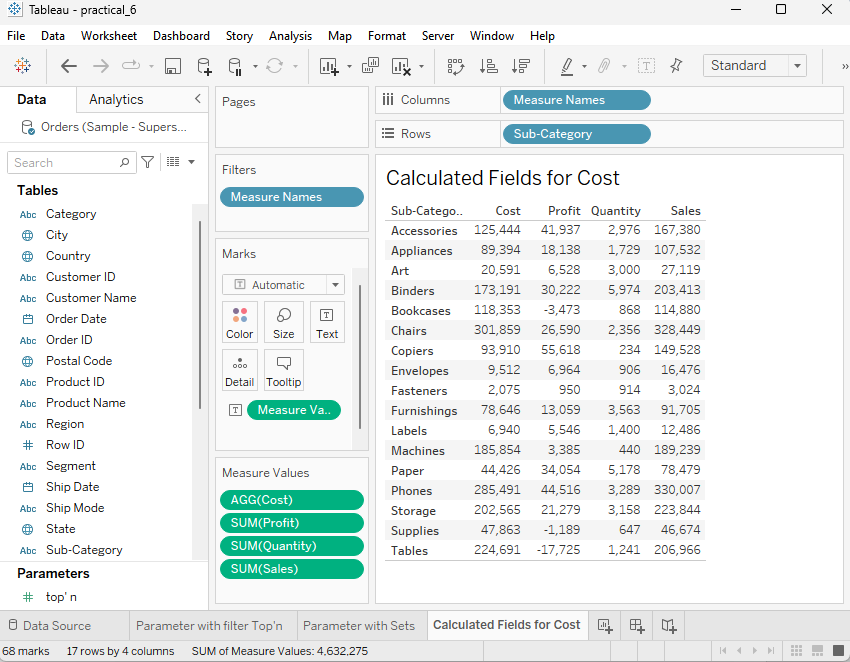 Tableau - practical_6
File Data Worksheet Dashboard Story Analysis Map Format Server Window Help
Standard
Data Analytics
Orders (Sample - Supers...
Search
Tables
Abc Category
City
Country
Abc Customer ID
Abc Customer Name
Order Date
Abc Order ID
Postal Code
Abc Product ID
Abc Product Name
Abc Region
Row ID
Abc Segment
Ship Date
Abc Ship Mode
State
Abc Sub-Category
Parameters
top' n
Pages
Filters
Measure Names
Marks
Automatic
Color Size Text
Detail Tooltip
Measure Va..
Measure Values
AGG(Cost)
SUM(Profit)
SUM(Quantity)
SUM(Sales)
Columns Measure Names
Rows Sub-Category
Calculated Fields for Cost
Sub-Catego.. Cost Profit Quantity Sales
Accessories 125,444 41,937 2,976 167,380
Appliances 89,394 18,138 1,729 107,532
Art 20,591 6,528 3,000 27,119
Binders 173,191 30,222 5,974 203,413
Bookcases 118,353 -3,473 868 114,880
Chairs 301,859 26,590 2,356 328,449
Copiers 93,910 55,618 234 149,528
Envelopes 9,512 6,964 906 16,476
Fasteners 2,075 950 914 3,024
Furnishings 78,646 13,059 3,563 91,705
Labels 6,940 5,546 1,400 12,486
Machines 185,854 3,385 440 189,239
Paper 44,426 34,054 5,178 78,479
Phones 285,491 44,516 3,289 330,007
Storage 202,565 21,279 3,158 223,844
Supplies 47,863 -1,189 647 46,674
Tables 224,691 -17,725 1,241 206,966
Data Source Parameter with filter Top'n Parameter with Sets Calculated Fields for Cost
68 marks 17 rows by 4 columns SUM of Measure Values: 4,632,275